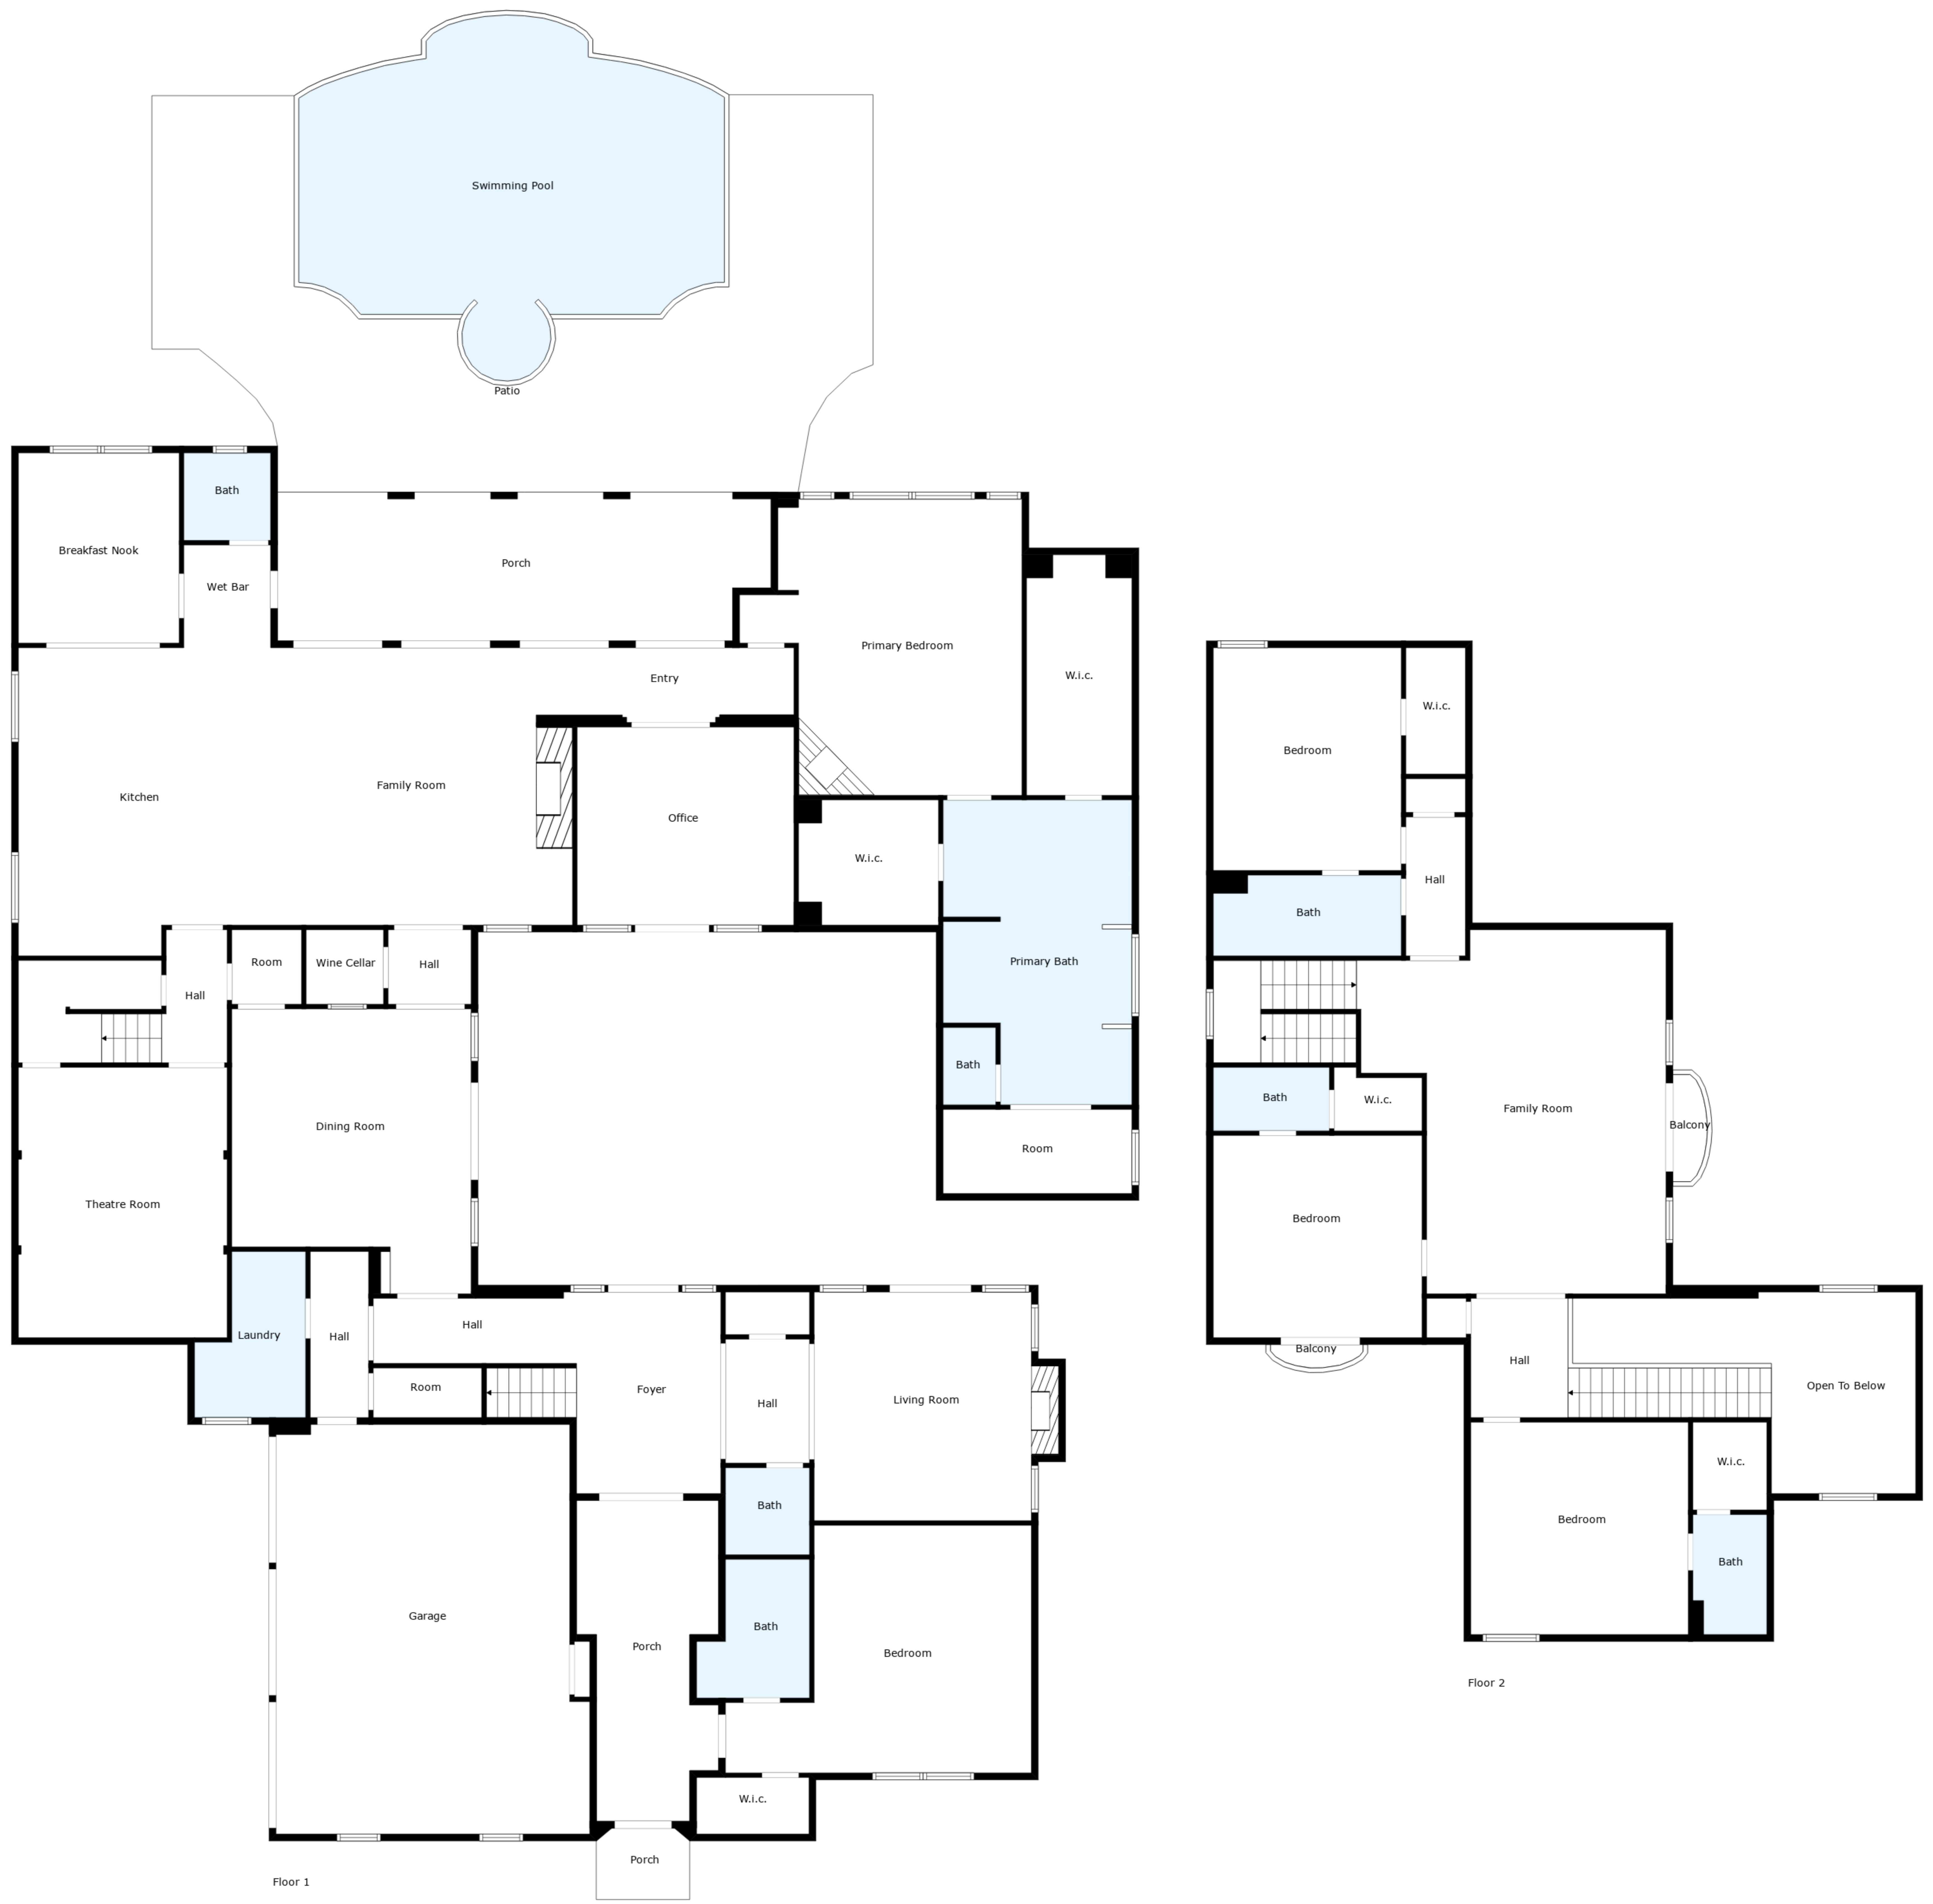 Swimming Pool
Patio
Bath
Breakfast Nook
Porch
Wet Bar
Primary Bedroom
Entry
W.i.c.
Family Room
Kitchen
Office
W.i.c.
Room
Wine Cellar
Hall
Primary Bath
Hall
Bath
Dining Room
Room
Theatre Room
Laundry
Hall
Hall
Room
Foyer
Hall
Living Room
Bath
Garage
Bath
Porch
Bedroom
W.i.c.
Porch
Floor 1
W.i.c.
Bedroom
Hall
Bath
Bath
W.i.c.
Family Room
Balcony
Bedroom
Balcony
Hall
Open To Below
W.i.c.
Bedroom
Bath
Floor 2